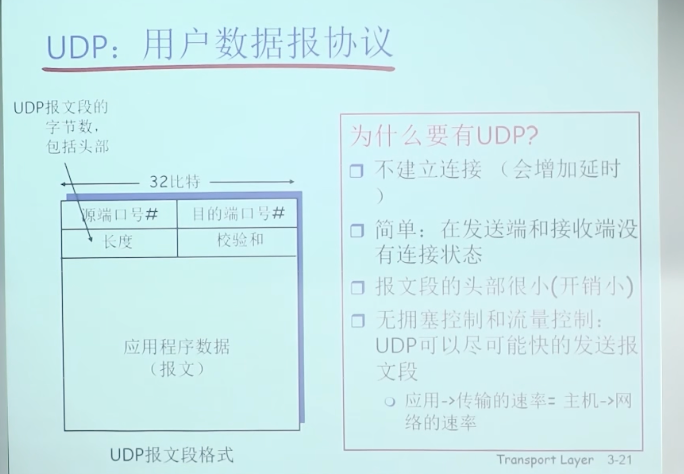 UDP：用户数据报协议
UDP报文段的
字节数，
包括头部
32比特
源端口号# 目的端口号#
长度 校验和
应用程序数据
（报文）
UDP报文段格式
为什么要有UDP?
不建立连接 （会增加延时
）
简单：在发送端和接收端没
有连接状态
报文段的头部很小(开销小)
无拥塞控制和流量控制：
UDP可以尽可能快的发送报
文段
应用->传输的速率= 主机->网
络的速率
Transport Layer 3-21